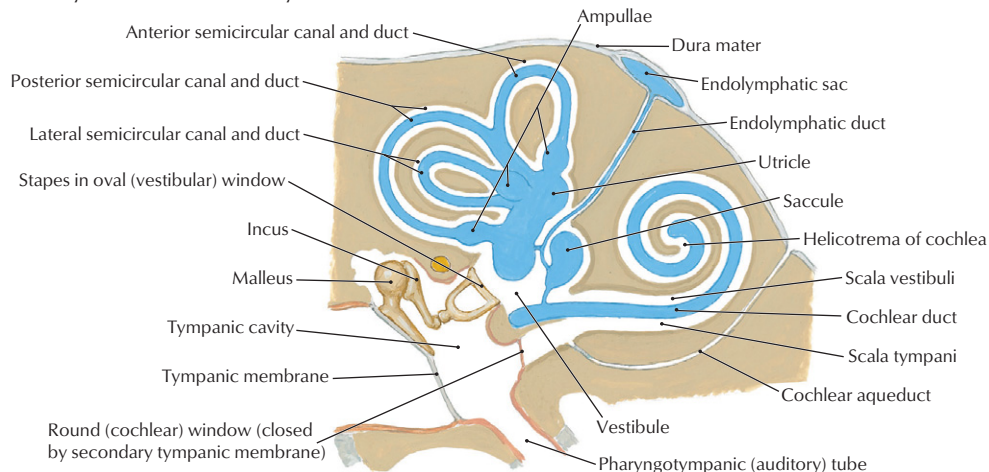 Ampullae
Anterior semicircular canal and duct
Dura mater
Posterior semicircular canal and duct
Endolymphatic sac
Lateral semicircular canal and duct
Endolymphatic duct
Stapes in oval (vestibular) window
Utricle
Saccule
Incus
Helicotrema of cochlea
Malleus
Scala vestibuli
Cochlear duct
Tympanic cavity
Scala tympani
Tympanic membrane
Cochlear aqueduct
Round (cochlear) window (closed
by secondary tympanic membrane)
Vestibule
Pharyngotympanic (auditory) tube